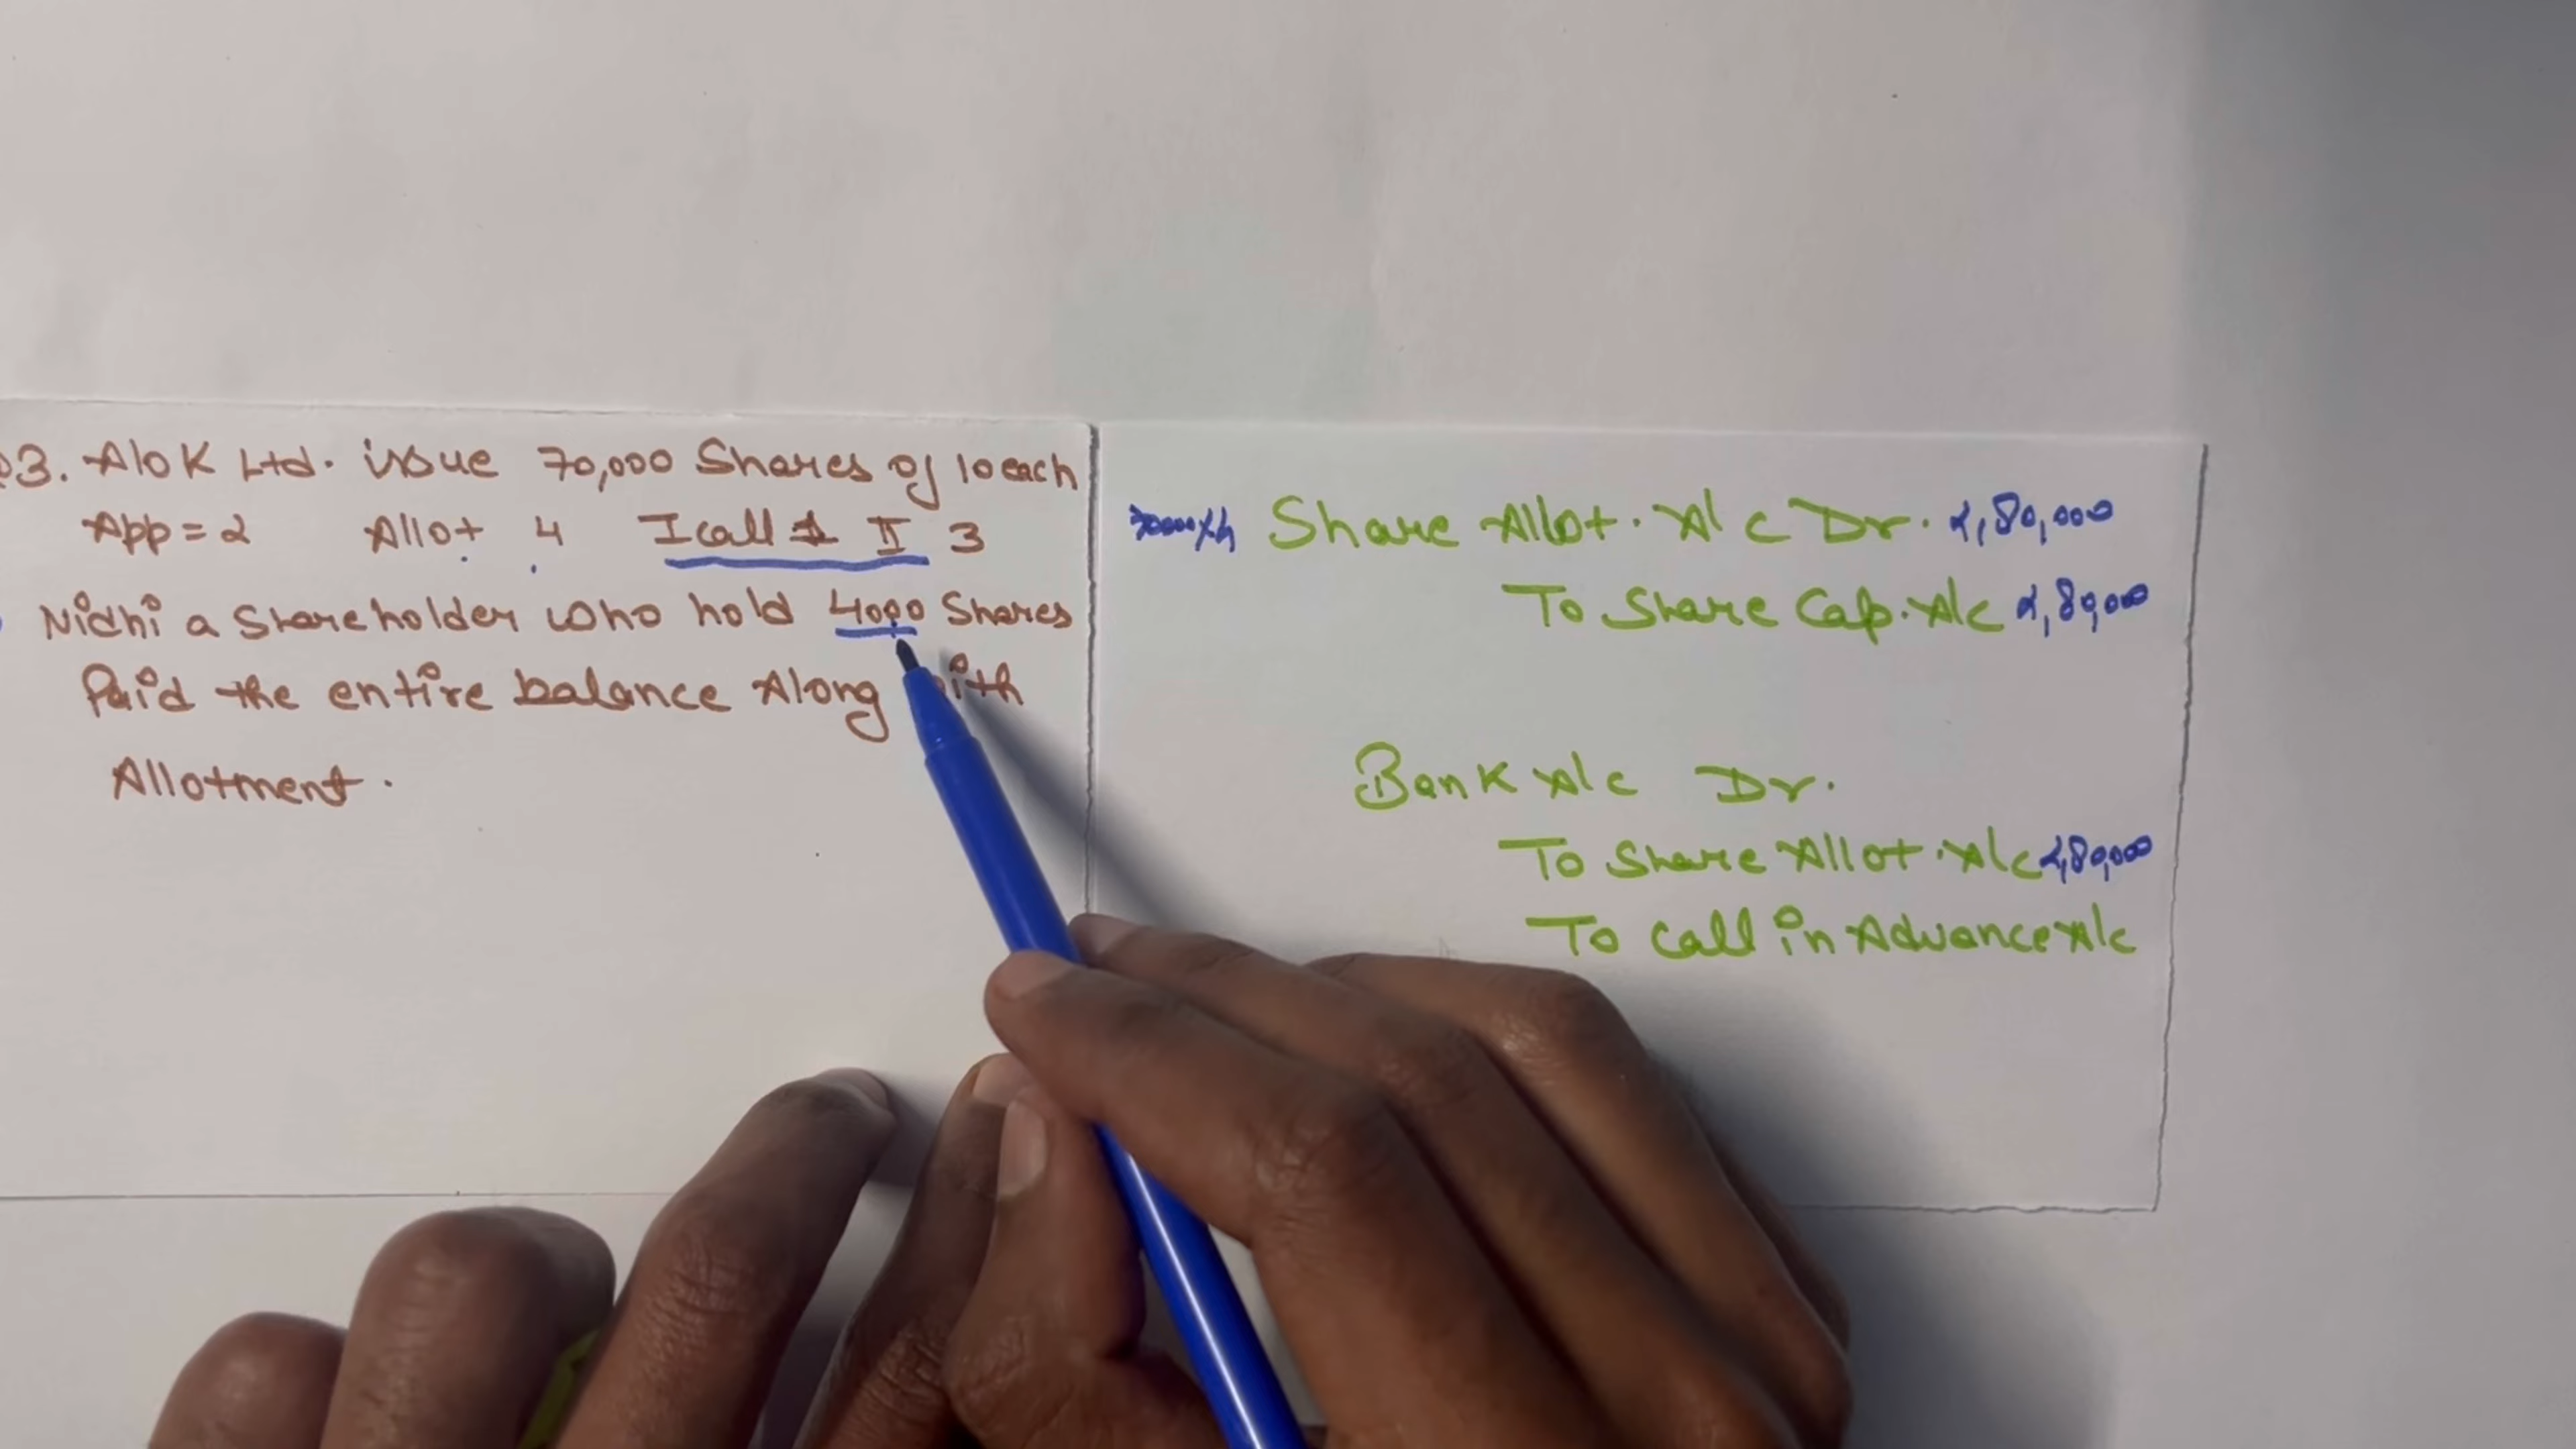 3. Alok Ltd. issue 70,000 Shares of 10 each
App = 2 Allot 4 I call 1 II 3
Nidhi a Shareholder who hold 4000 Shares
Paid the entire balance Along with
Allotment.
70000x4 Share Allot. A/c Dr. 2,80,000
To Share Cap. A/c 2,80,000
Bank A/c Dr.
To Share Allot. A/c 2,80,000
To Call in Advance A/c